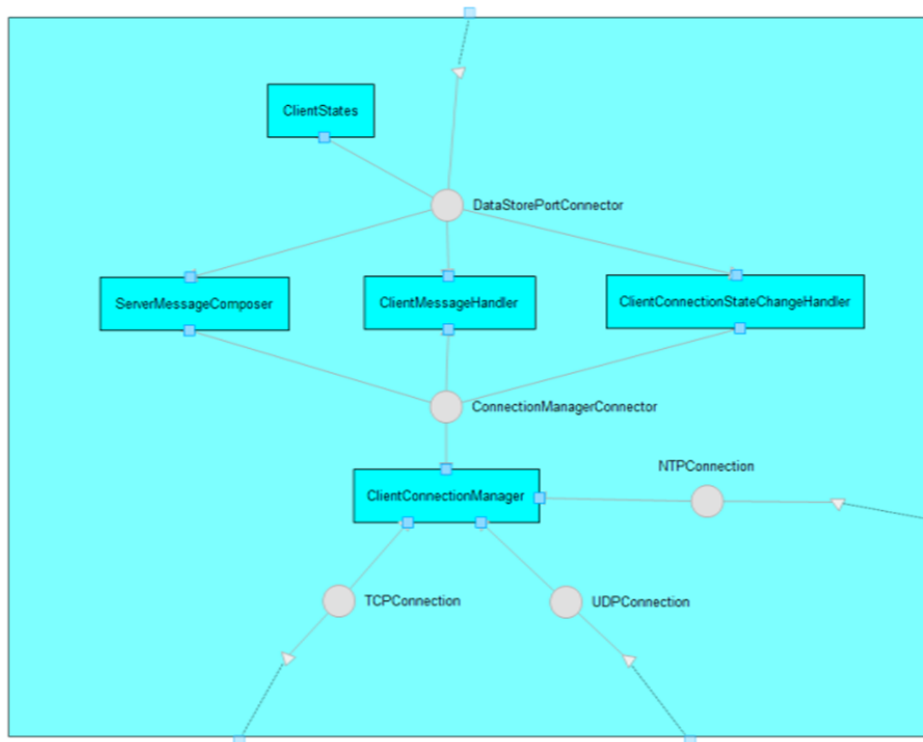 ClientStates
DataStorePortConnector
ServerMessageComposer
ClientMessageHandler
ClientConnectionStateChangeHandler
ConnectionManagerConnector
NTPConnection
ClientConnectionManager
TCPConnection
UDPConnection